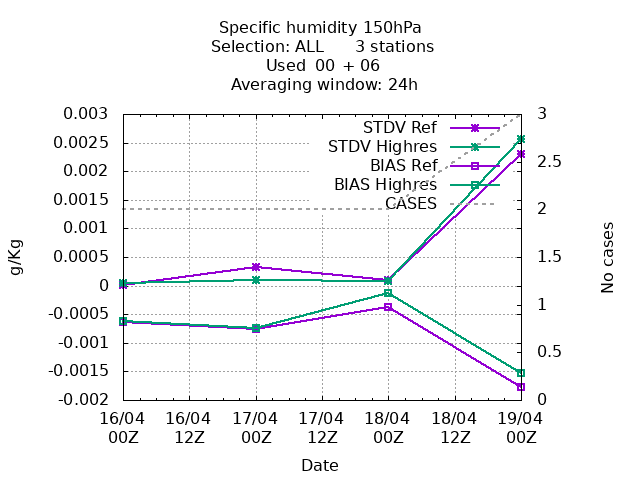 Specific humidity 150hPa
Selection: ALL      3 stations
Used  00 + 06
Averaging window: 24h
0.003
0.0025
0.002
0.0015
0.001
0.0005
0
-0.0005
-0.001
-0.0015
-0.002
g/Kg
STDV Ref
STDV Highres
BIAS Ref
BIAS Highres
CASES
3
2.5
2
1.5
1
0.5
0
No cases
16/04 16/04 17/04 17/04 18/04 18/04 19/04
00Z 12Z 00Z 12Z 00Z 12Z 00Z
Date